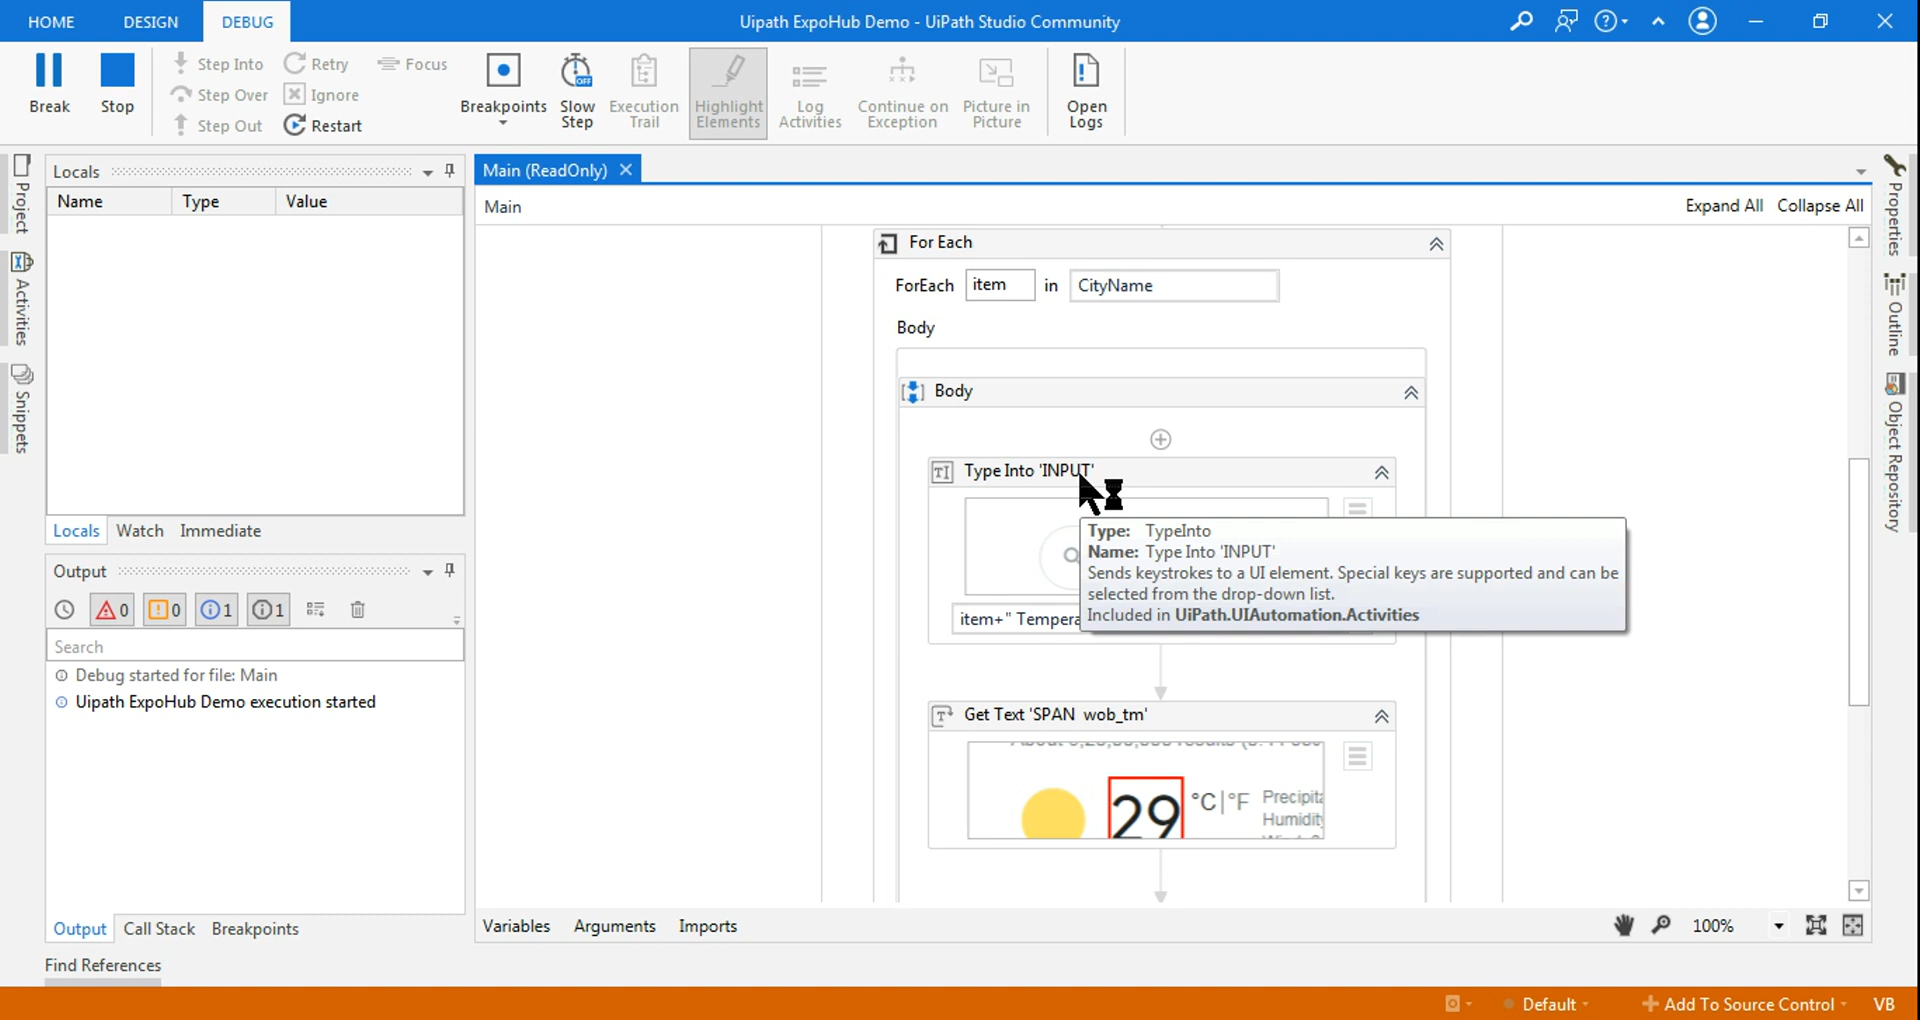 HOME DESIGN DEBUG Uipath ExpoHub Demo - UiPath Studio Community
Break Stop Step Into Step Over Step Out Retry Ignore Restart Focus
Breakpoints Slow Step Execution Trail Highlight Elements Log Activities Continue on Exception Picture in Picture Open Logs
OFF
Project
Activities
Snippets
Locals
Name Type Value
Locals Watch Immediate
Output
0 0 1 1
Search
Debug started for file: Main
Uipath ExpoHub Demo execution started
Output Call Stack Breakpoints
Find References
Main (ReadOnly)
Main Expand All Collapse All
For Each
ForEach item in CityName
Body
Body
Type Into 'INPUT'
Type: TypeInto
Name: Type Into 'INPUT'
Sends keystrokes to a UI element. Special keys are supported and can be
selected from the drop-down list.
Included in UiPath.UIAutomation.Activities
item+" Tempera
Get Text 'SPAN wob_tm'
29 °C|°F Precipita
Humidity
Variables Arguments Imports 100%
Properties
Outline
Object Repository
Default Add To Source Control VB